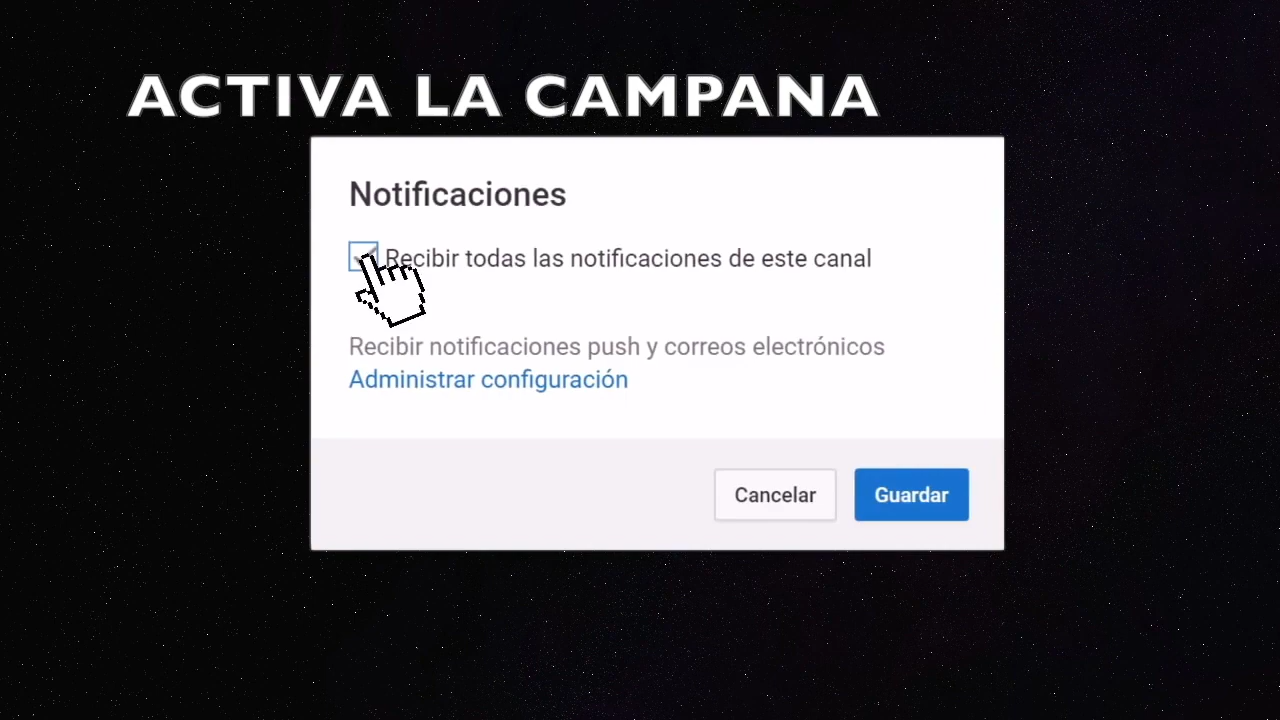 ACTIVA LA CAMPANA
Notificaciones
Recibir todas las notificaciones de este canal
Recibir notificaciones push y correos electrónicos
Administrar configuración
Cancelar
Guardar